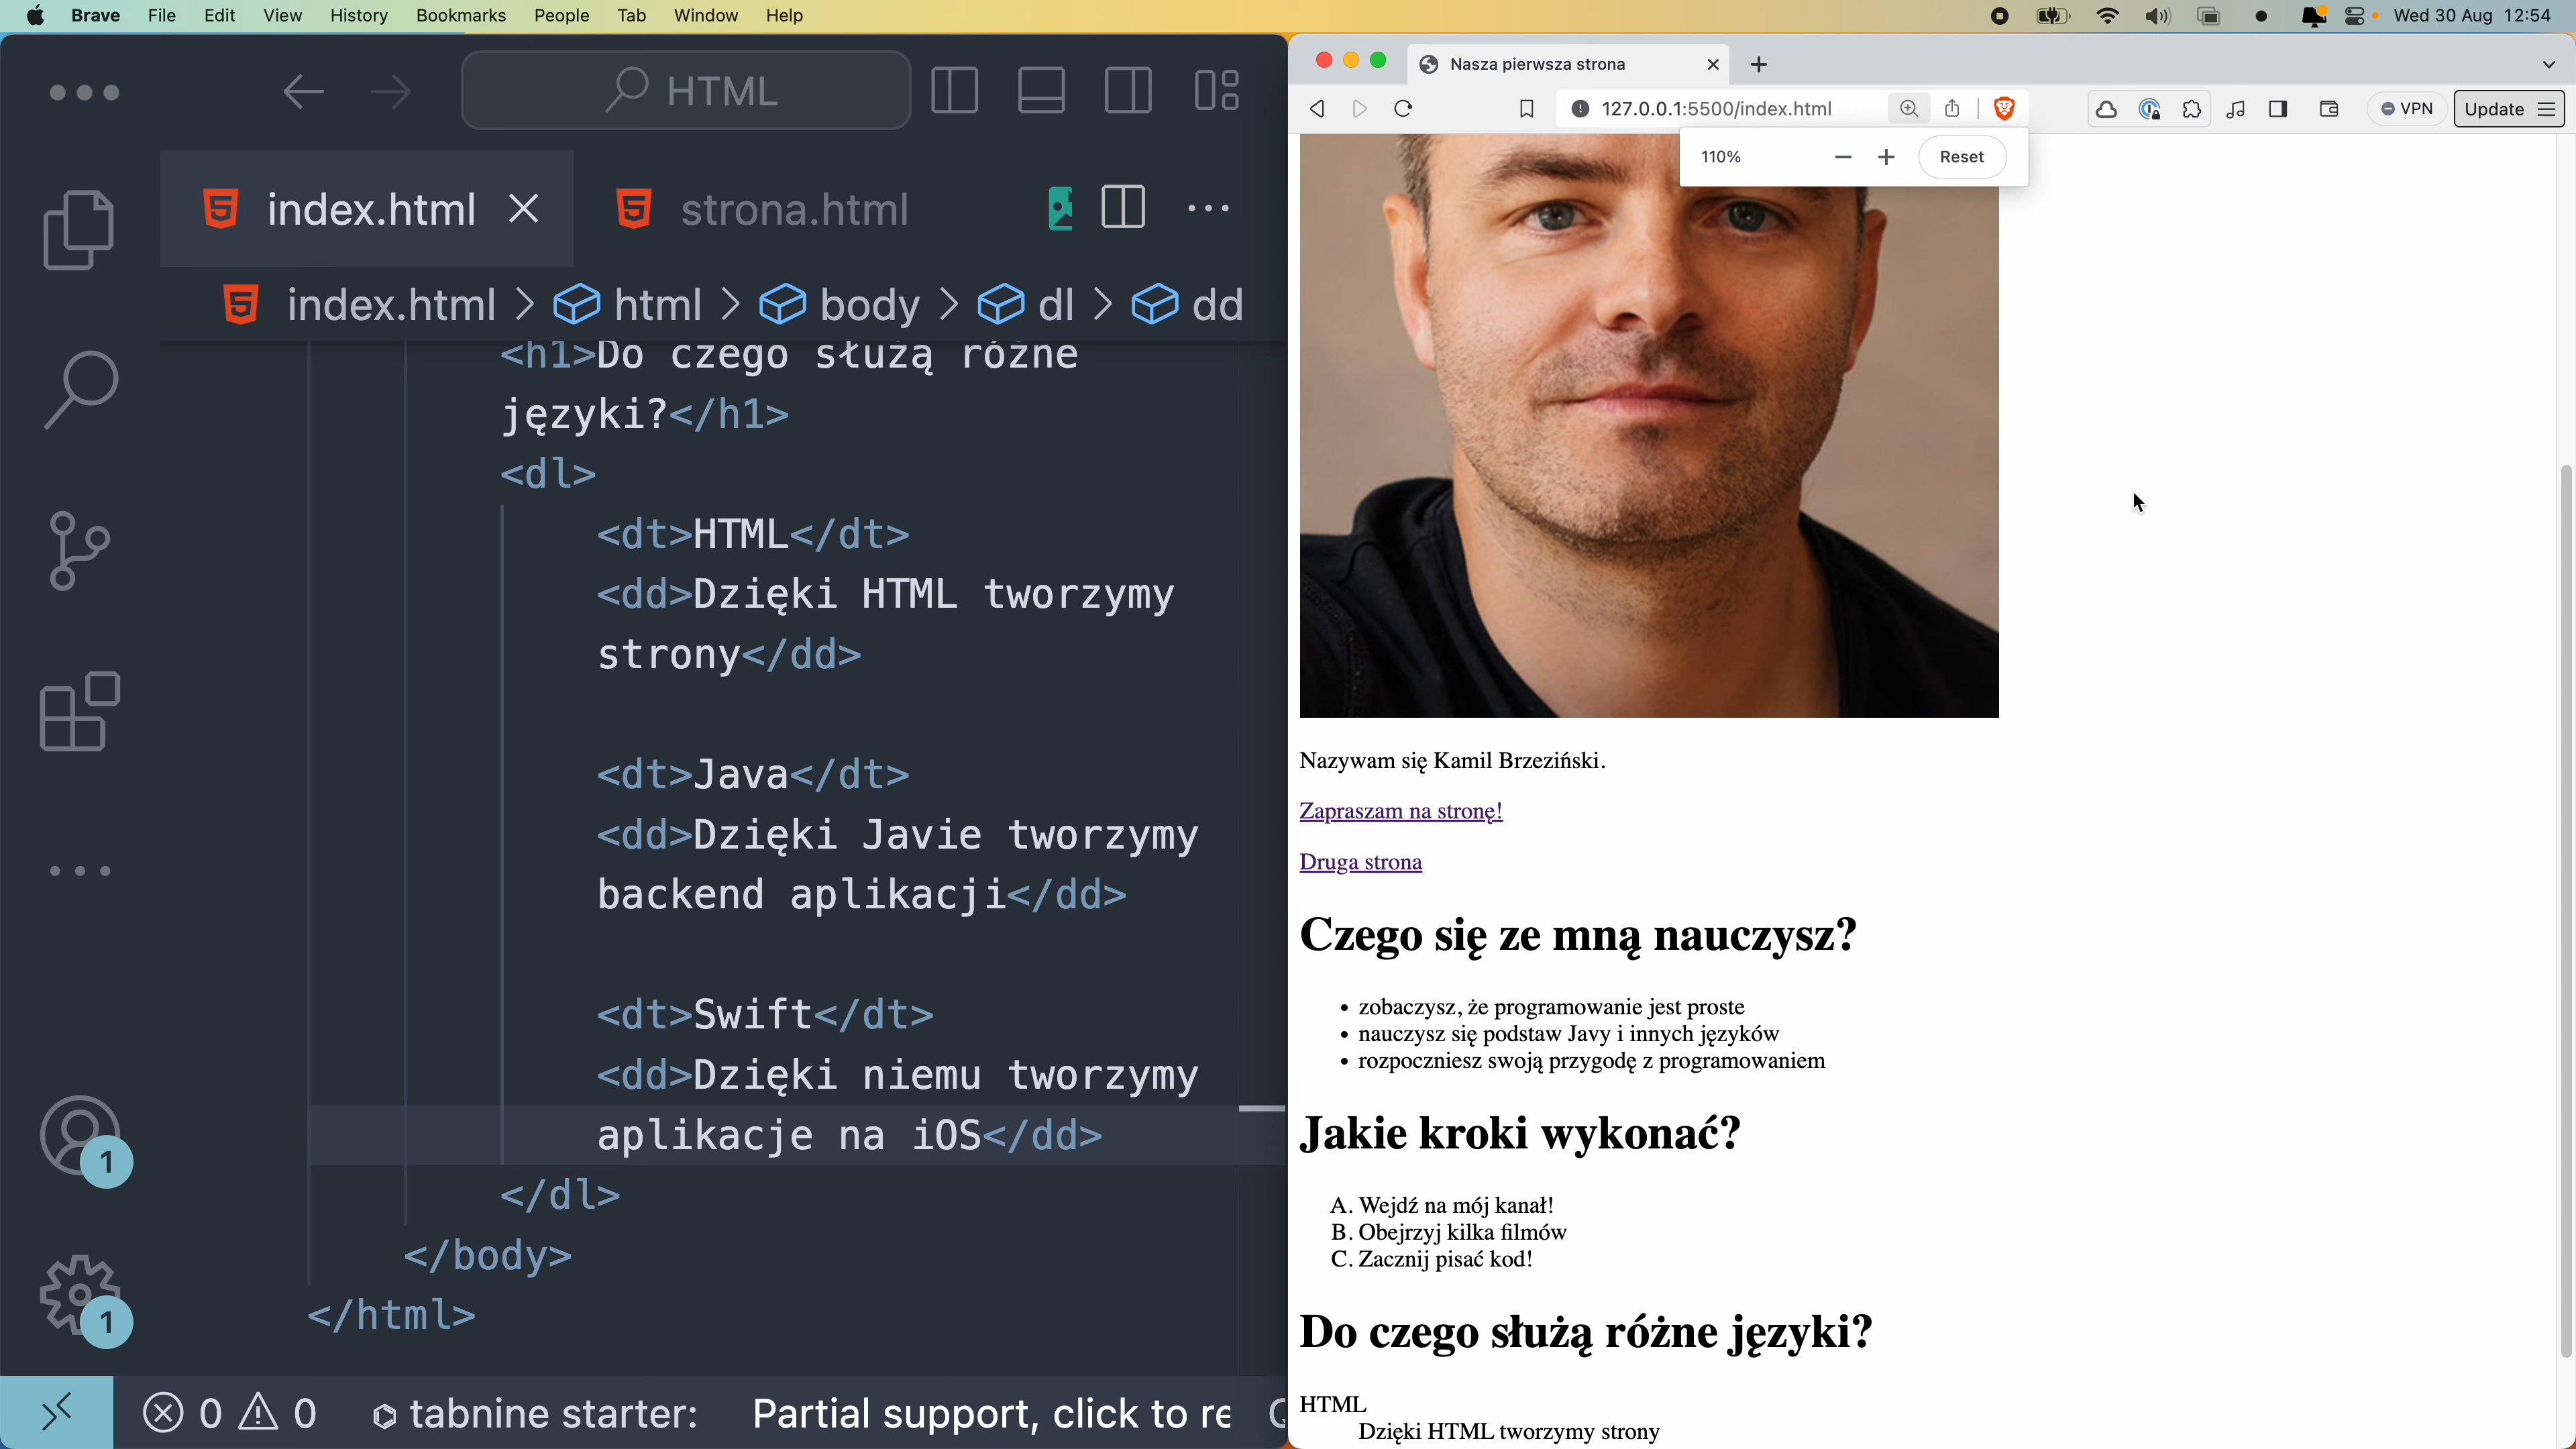 Brave File Edit View History Bookmarks People Tab Window Help
Wed 30 Aug 12:54
HTML
index.html
strona.html
index.html > html > body > dl > dd
<h1>Do czego służą różne
języki?</h1>
<dl>
<dt>HTML</dt>
<dd>Dzięki HTML tworzymy
strony</dd>
<dt>Java</dt>
<dd>Dzięki Javie tworzymy
backend aplikacji</dd>
<dt>Swift</dt>
<dd>Dzięki niemu tworzymy
aplikacje na iOS</dd>
</dl>
</body>
</html>
1
1
0 0 tabnine starter: Partial support, click to re
Nasza pierwsza strona
127.0.0.1:5500/index.html
VPN
Update
110%
Reset
Nazywam się Kamil Brzeziński.
Zapraszam na stronę!
Druga strona
Czego się ze mną nauczysz?
• zobaczysz, że programowanie jest proste
• nauczysz się podstaw Javy i innych języków
• rozpoczniesz swoją przygodę z programowaniem
Jakie kroki wykonać?
A. Wejdź na mój kanał!
B. Obejrzyj kilka filmów
C. Zacznij pisać kod!
Do czego służą różne języki?
HTML
Dzięki HTML tworzymy strony